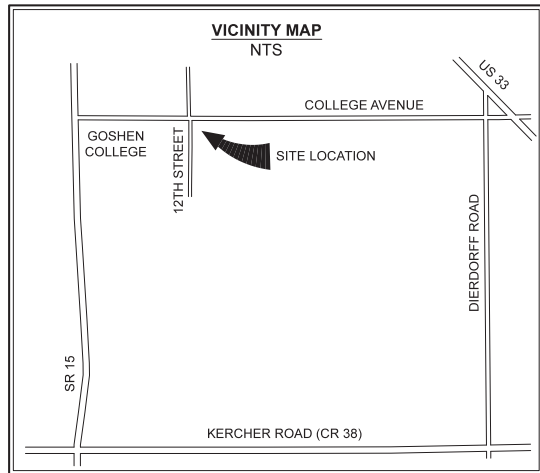 VICINITY MAP
NTS
US 33
COLLEGE AVENUE
GOSHEN
COLLEGE
12TH STREET
SITE LOCATION
DIERDORFF ROAD
SR 15
KERCHER ROAD (CR 38)